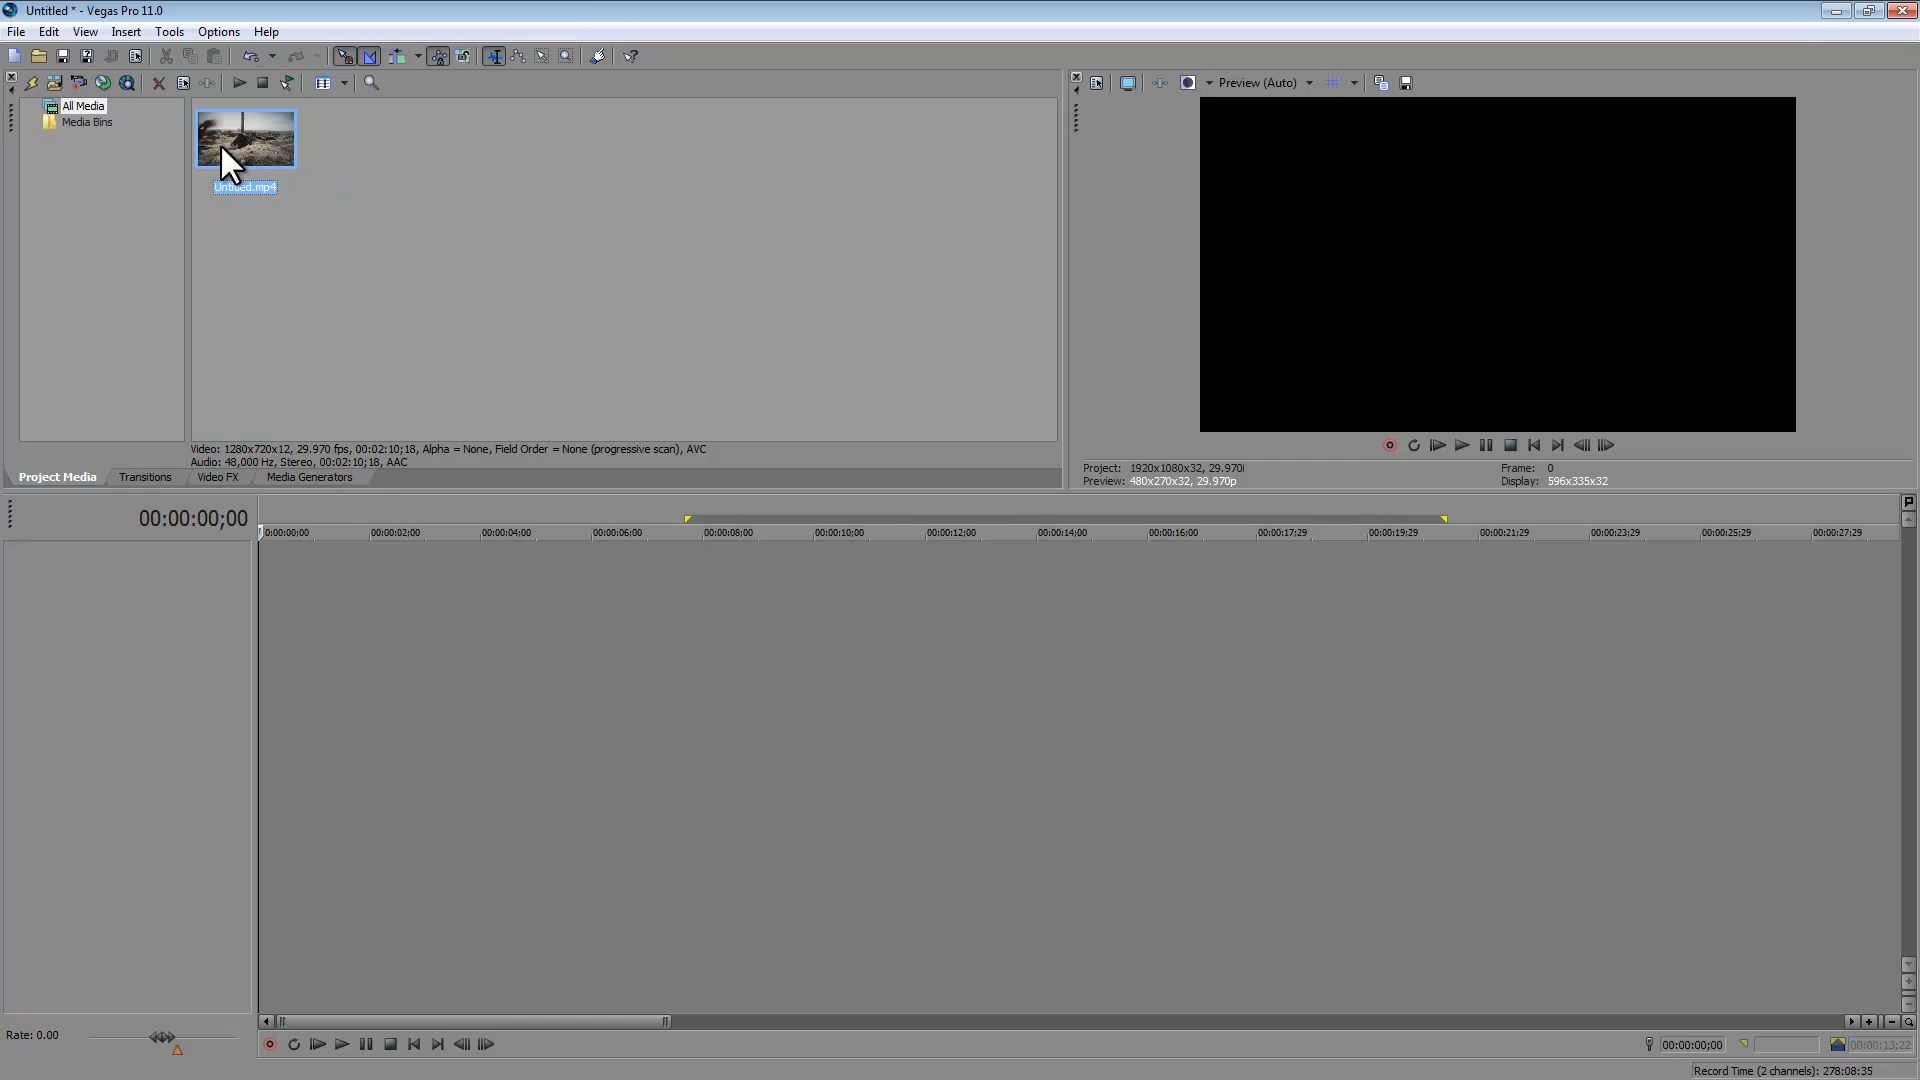 Untitled * - Vegas Pro 11.0
File Edit View Insert Tools Options Help
Preview (Auto)
All Media
Media Bins
Untitled.mp4
Video: 1280x720x12, 29.970 fps, 00:02:10;18, Alpha = None, Field Order = None (progressive scan), AVC
Audio: 48,000 Hz, Stereo, 00:02:10;18, AAC
Project Media Transitions Video FX Media Generators
Project: 1920x1080x32, 29.970i
Preview: 480x270x32, 29.970p
Frame: 0
Display: 596x335x32
00:00:00;00
00:00:00;00 00:00:02;00 00:00:04;00 00:00:06;00 00:00:08;00 00:00:10;00 00:00:12;00 00:00:14;00 00:00:16;00 00:00:17;29 00:00:19;29 00:00:21;29 00:00:23;29 00:00:25;29 00:00:27;29
Rate: 0.00
00:00:00;00
00:00:13;22
Record Time (2 channels): 278:08:35